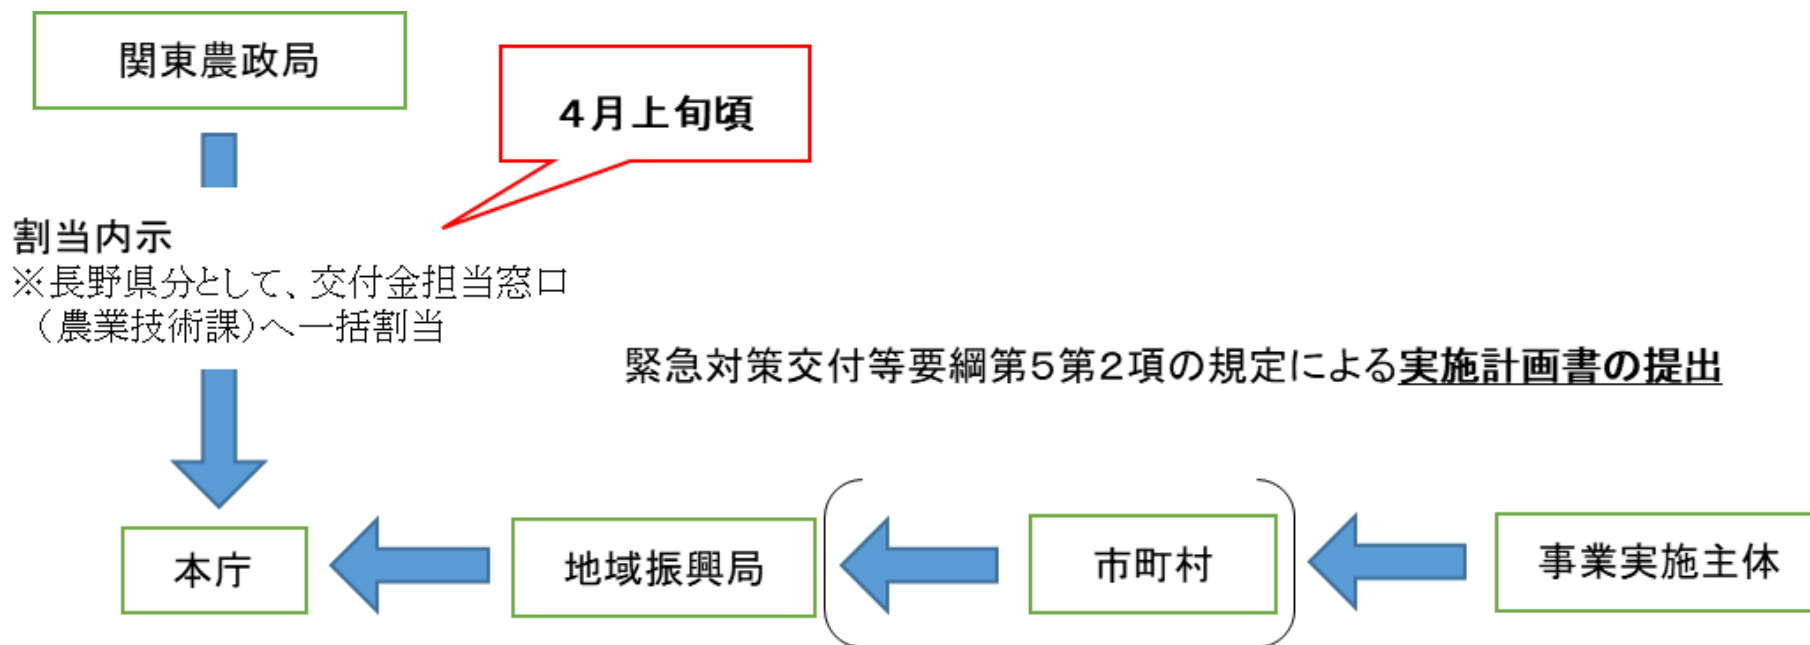 関東農政局
４月上旬頃
割当内示
※長野県分として、交付金担当窓口
（農業技術課）へ一括割当
緊急対策交付等要綱第５第２項の規定による実施計画書の提出
本庁
地域振興局
市町村
事業実施主体